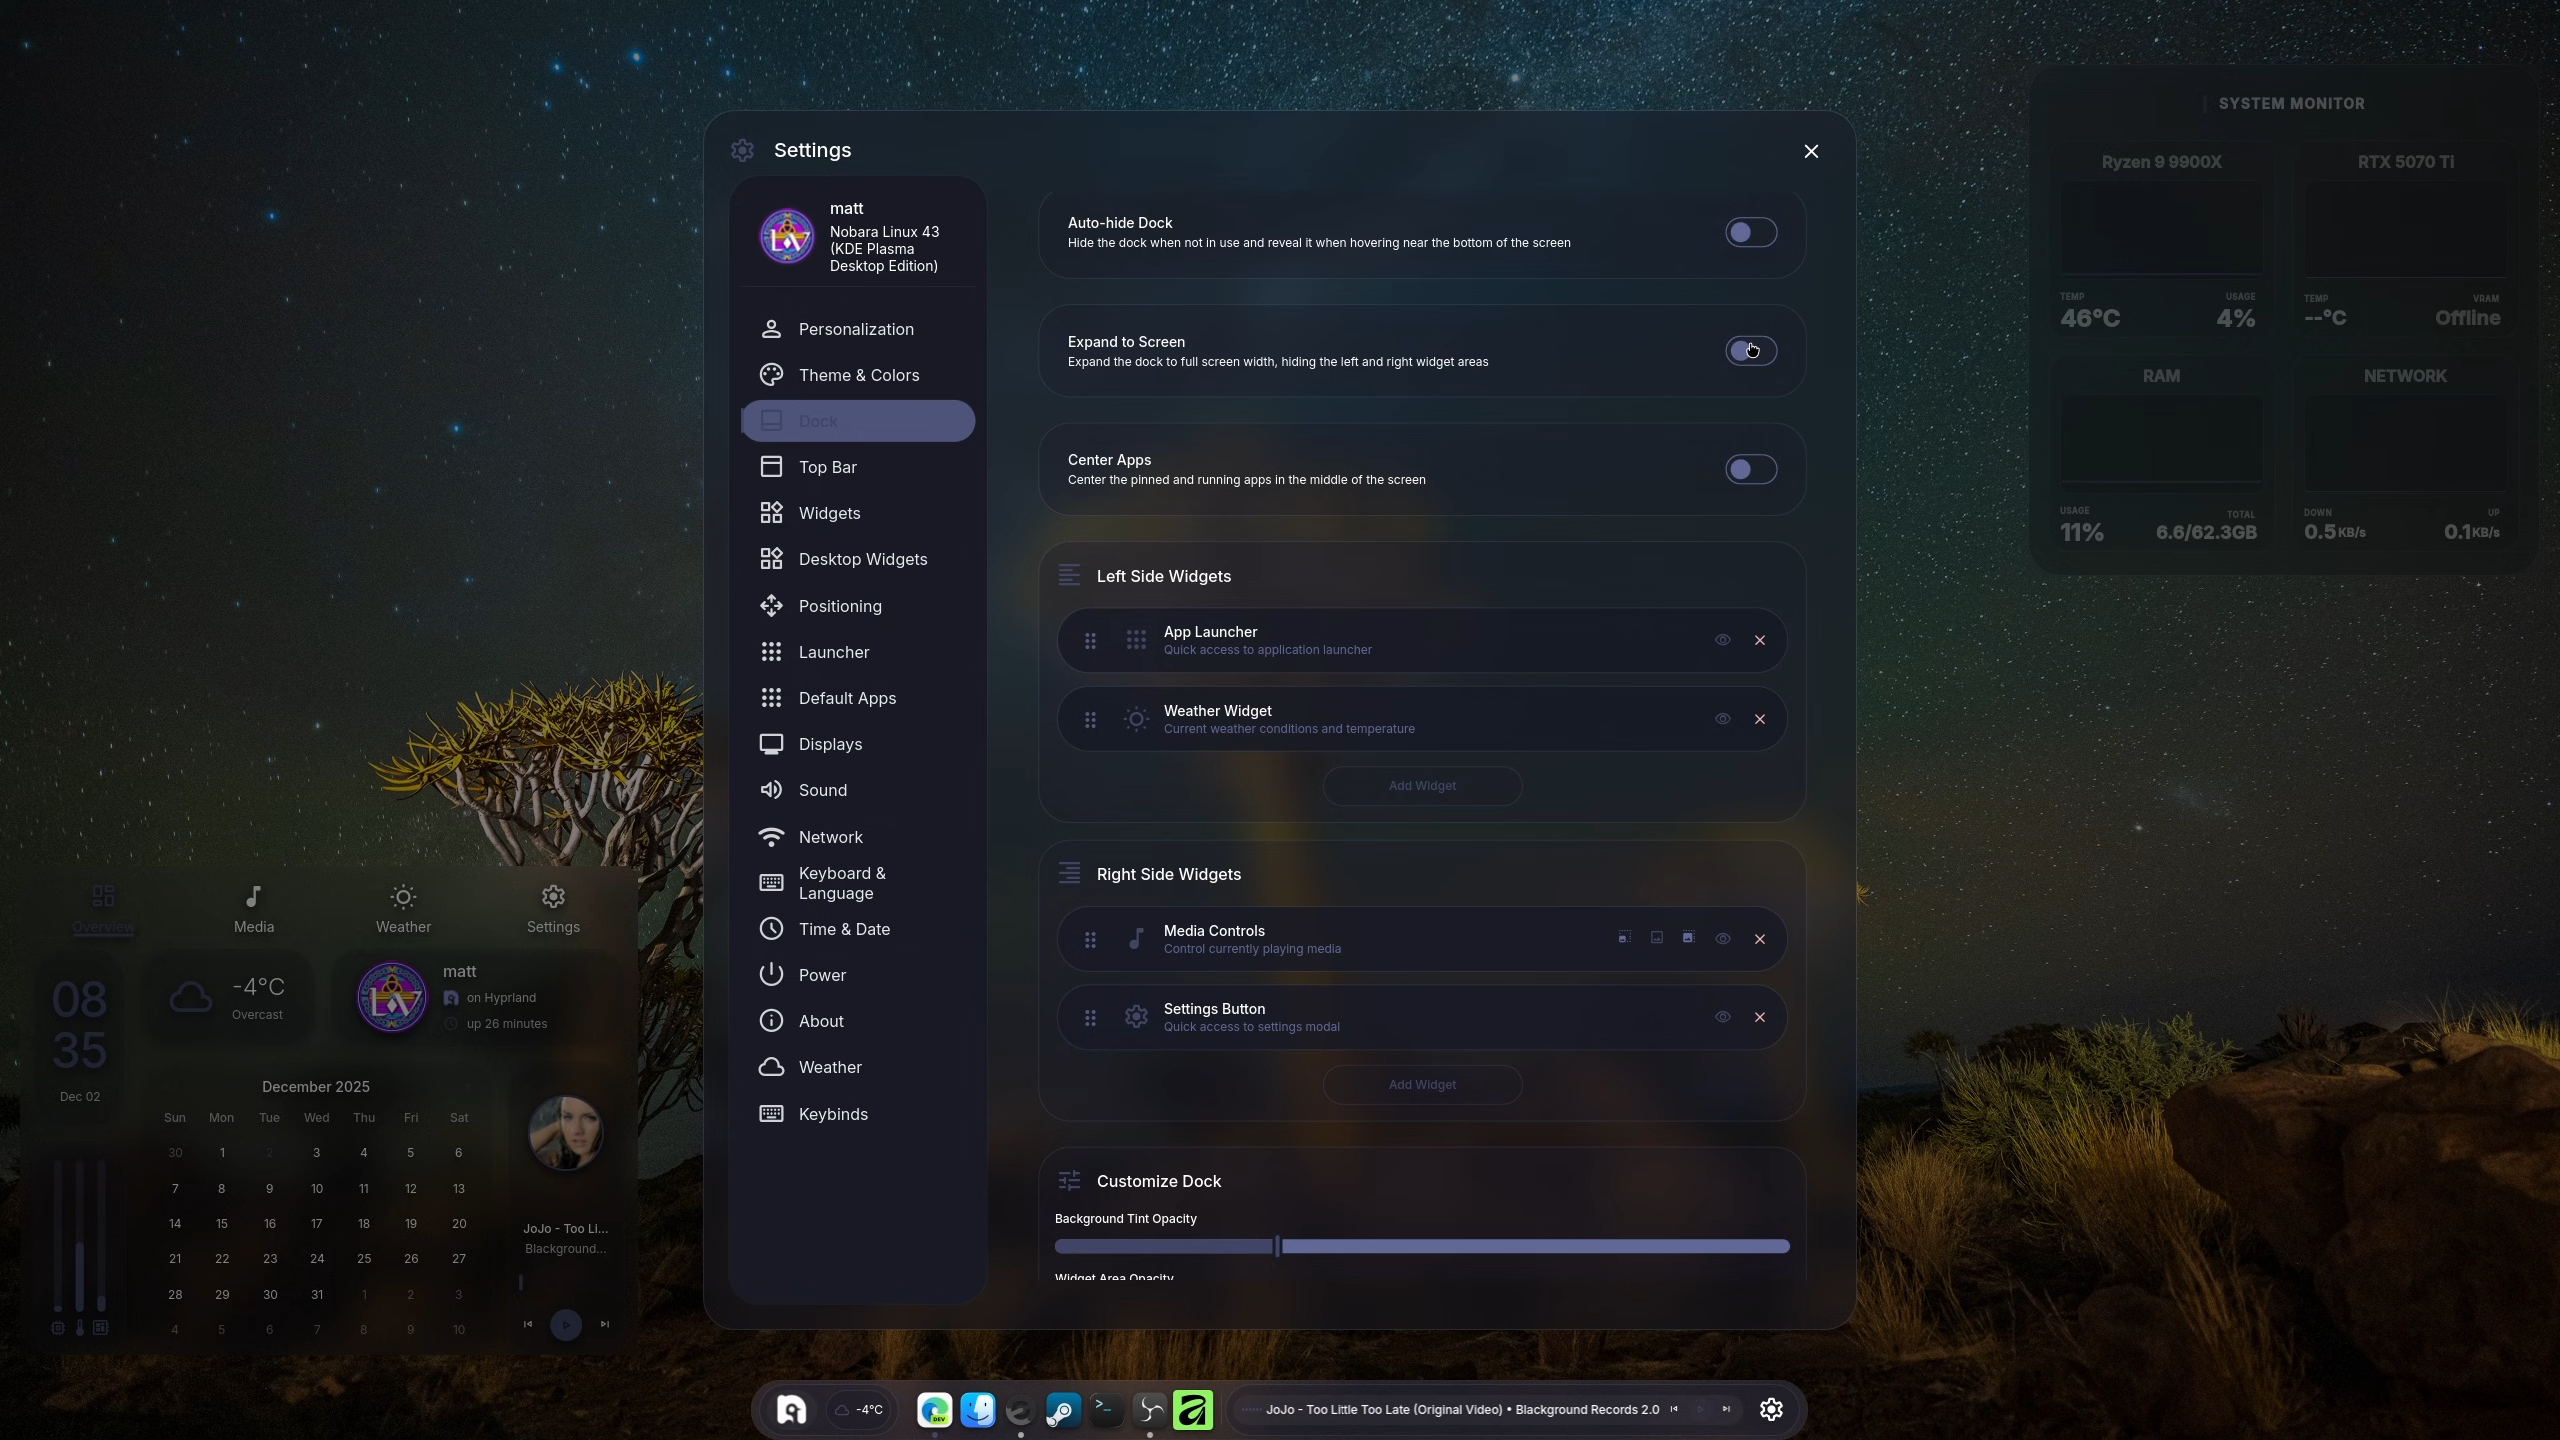 SYSTEM MONITOR
Ryzen 9 9900X
RTX 5070 Ti
TEMP
USAGE
46°C
4%
TEMP
VRAM
--°C
Offline
RAM
NETWORK
USAGE
TOTAL
11%
6.6/62.3GB
DOWN
UP
0.5KB/s
0.1KB/s
Settings
matt
Nobara Linux 43
(KDE Plasma
Desktop Edition)
Personalization
Theme & Colors
Dock
Top Bar
Widgets
Desktop Widgets
Positioning
Launcher
Default Apps
Displays
Sound
Network
Keyboard &
Language
Time & Date
Power
About
Weather
Keybinds
Auto-hide Dock
Hide the dock when not in use and reveal it when hovering near the bottom of the screen
Expand to Screen
Expand the dock to full screen width, hiding the left and right widget areas
Center Apps
Center the pinned and running apps in the middle of the screen
Left Side Widgets
App Launcher
Quick access to application launcher
Weather Widget
Current weather conditions and temperature
Add Widget
Right Side Widgets
Media Controls
Control currently playing media
Settings Button
Quick access to settings modal
Add Widget
Customize Dock
Background Tint Opacity
Widget Area Opacity
Overview
Media
Weather
Settings
08
35
Dec 02
-4°C
Overcast
matt
on Hyprland
up 26 minutes
December 2025
Sun Mon Tue Wed Thu Fri Sat
30 1 2 3 4 5 6
7 8 9 10 11 12 13
14 15 16 17 18 19 20
21 22 23 24 25 26 27
28 29 30 31 1 2 3
4 5 6 7 8 9 10
JoJo - Too Li...
Blackground...
-4°C
DEV
JoJo - Too Little Too Late (Original Video) • Blackground Records 2.0